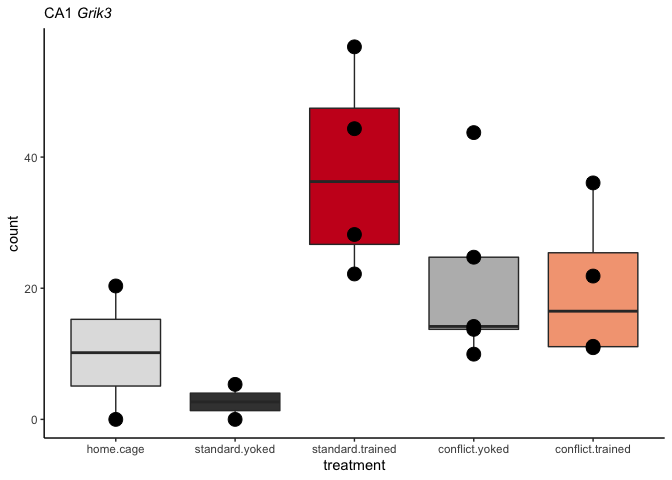 CA1 Grik3
count
40
20
0
home.cage
standard.yoked
standard.trained
conflict.yoked
conflict.trained
treatment